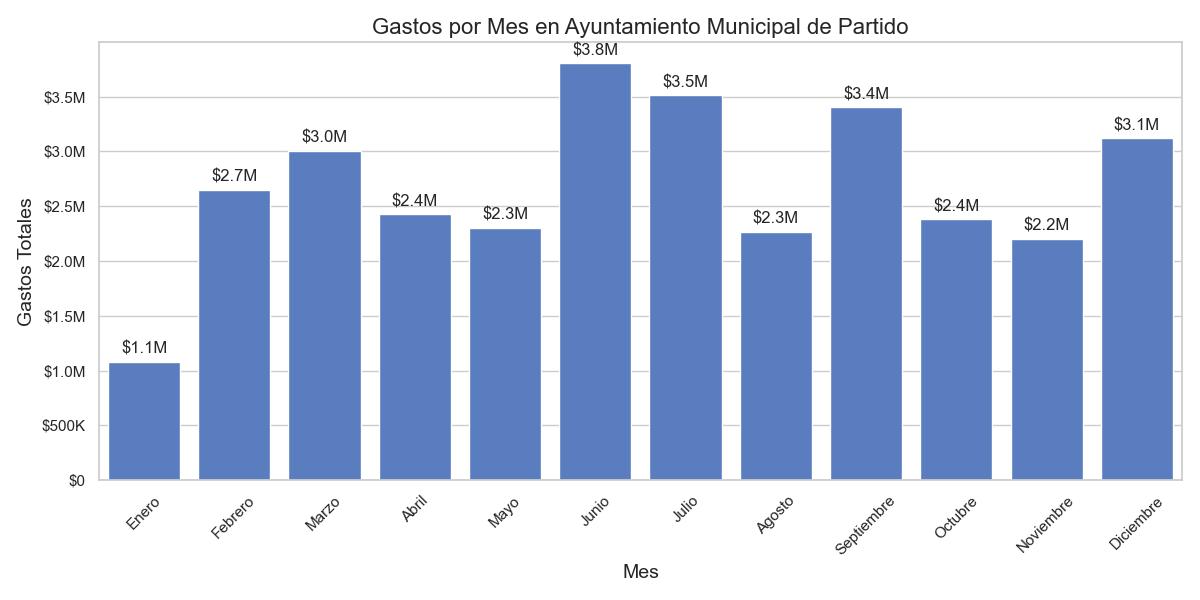 Gastos por Mes en Ayuntamiento Municipal de Partido
Gastos Totales
$3.5M
$3.0M
$2.5M
$2.0M
$1.5M
$1.0M
$500K
$0
$1.1M
$2.7M
$3.0M
$2.4M
$2.3M
$3.8M
$3.5M
$2.3M
$3.4M
$2.4M
$2.2M
$3.1M
Enero
Febrero
Marzo
Abril
Mayo
Junio
Julio
Agosto
Septiembre
Octubre
Noviembre
Diciembre
Mes